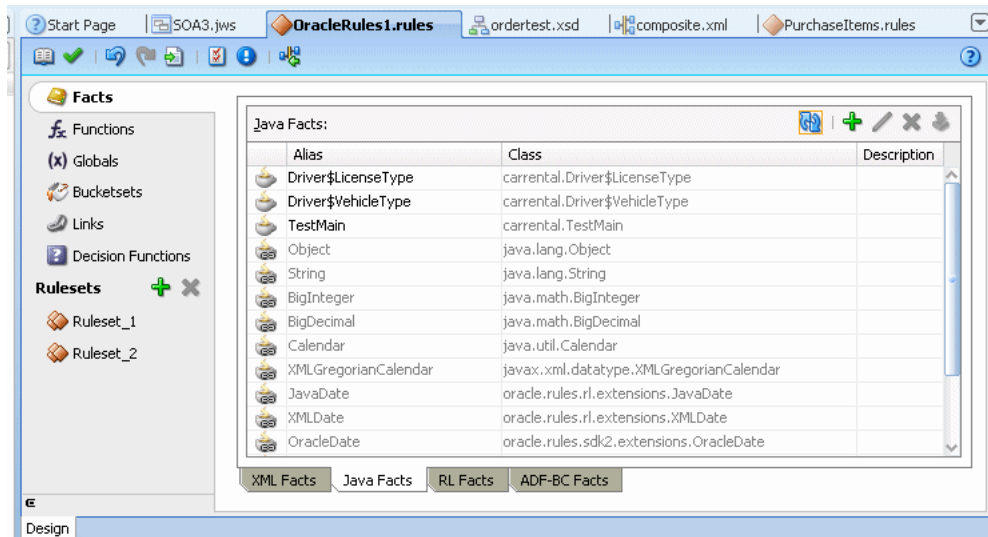 Start Page SOA3.jws OracleRules1.rules ordertest.xsd composite.xml PurchaseItems.rules
Facts
Functions
(x) Globals
Bucketsets
Links
Decision Functions
Rulesets
Ruleset_1
Ruleset_2
Java Facts:
Alias Class Description
Driver$LicenseType carrental.Driver$LicenseType
Driver$VehicleType carrental.Driver$VehicleType
TestMain carrental.TestMain
Object java.lang.Object
String java.lang.String
BigInteger java.math.BigInteger
BigDecimal java.math.BigDecimal
Calendar java.util.Calendar
XMLGregorianCalendar javax.xml.datatype.XMLGregorianCalendar
JavaDate oracle.rules.rl.extensions.JavaDate
XMLDate oracle.rules.rl.extensions.XMLDate
OracleDate oracle.rules.sdk2.extensions.OracleDate
XML Facts Java Facts RL Facts ADF-BC Facts
Design